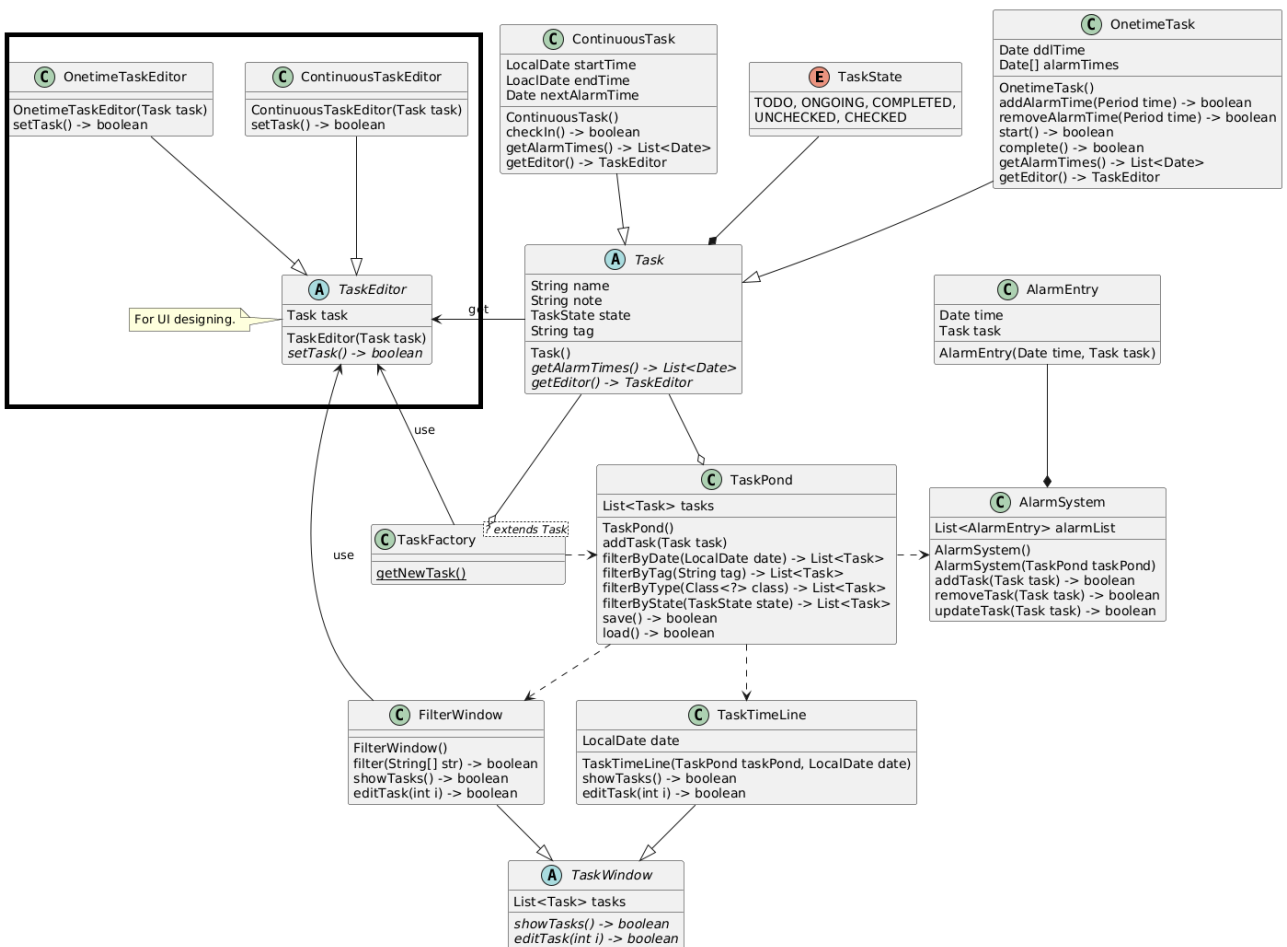 C OnetimeTaskEditor
OnetimeTaskEditor(Task task)
setTask() -> boolean
C ContinuousTaskEditor
ContinuousTaskEditor(Task task)
setTask() -> boolean
C ContinuousTask
LocalDate startTime
LoaclDate endTime
Date nextAlarmTime
ContinuousTask()
checkIn() -> boolean
getAlarmTimes() -> List<Date>
getEditor() -> TaskEditor
E TaskState
TODO, ONGOING, COMPLETED,
UNCHECKED, CHECKED
C OnetimeTask
Date ddlTime
Date[] alarmTimes
OnetimeTask()
addAlarmTime(Period time) -> boolean
removeAlarmTime(Period time) -> boolean
start() -> boolean
complete() -> boolean
getAlarmTimes() -> List<Date>
getEditor() -> TaskEditor
For UI designing.
A TaskEditor
Task task
TaskEditor(Task task)
setTask() -> boolean
get
A Task
String name
String note
TaskState state
String tag
Task()
getAlarmTimes() -> List<Date>
getEditor() -> TaskEditor
C AlarmEntry
Date time
Task task
AlarmEntry(Date time, Task task)
use
use
C TaskFactory
? extends Task
getNewTask()
C TaskPond
List<Task> tasks
TaskPond()
addTask(Task task)
filterByDate(LocalDate date) -> List<Task>
filterByTag(String tag) -> List<Task>
filterByType(Class<?> class) -> List<Task>
filterByState(TaskState state) -> List<Task>
save() -> boolean
load() -> boolean
C AlarmSystem
List<AlarmEntry> alarmList
AlarmSystem()
AlarmSystem(TaskPond taskPond)
addTask(Task task) -> boolean
removeTask(Task task) -> boolean
updateTask(Task task) -> boolean
C FilterWindow
FilterWindow()
filter(String[] str) -> boolean
showTasks() -> boolean
editTask(int i) -> boolean
C TaskTimeLine
LocalDate date
TaskTimeLine(TaskPond taskPond, LocalDate date)
showTasks() -> boolean
editTask(int i) -> boolean
A TaskWindow
List<Task> tasks
showTasks() -> boolean
editTask(int i) -> boolean